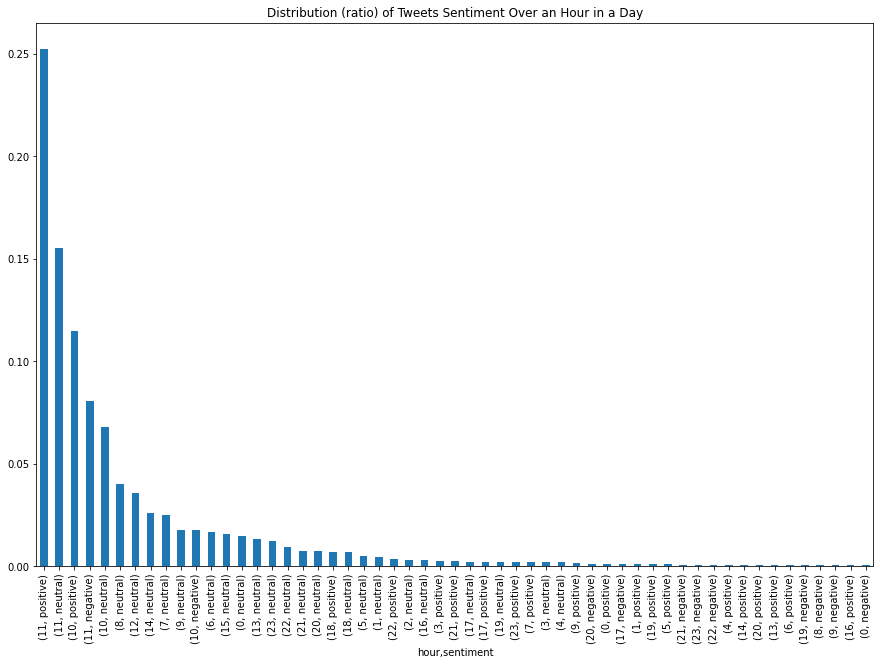 Distribution (ratio) of Tweets Sentiment Over an Hour in a Day
0.25
0.20
0.15
0.10
0.05
0.00
(11, positive)
(11, neutral)
(10, positive)
(11, negative)
(10, neutral)
(8, neutral)
(12, neutral)
(14, neutral)
(7, neutral)
(9, neutral)
(10, negative)
(6, neutral)
(15, neutral)
(0, neutral)
(13, neutral)
(23, neutral)
(22, neutral)
(21, neutral)
(20, neutral)
(18, positive)
(18, neutral)
(5, neutral)
(1, neutral)
(22, positive)
(2, neutral)
(16, neutral)
(3, positive)
(21, positive)
(17, neutral)
(17, positive)
(19, neutral)
(23, positive)
(7, positive)
(3, neutral)
(4, neutral)
(9, positive)
(20, negative)
(0, positive)
(17, negative)
(1, positive)
(19, positive)
(5, positive)
(21, negative)
(23, negative)
(22, negative)
(4, positive)
(14, positive)
(20, positive)
(13, positive)
(6, positive)
(19, negative)
(8, negative)
(9, negative)
(16, positive)
(0, negative)
hour,sentiment